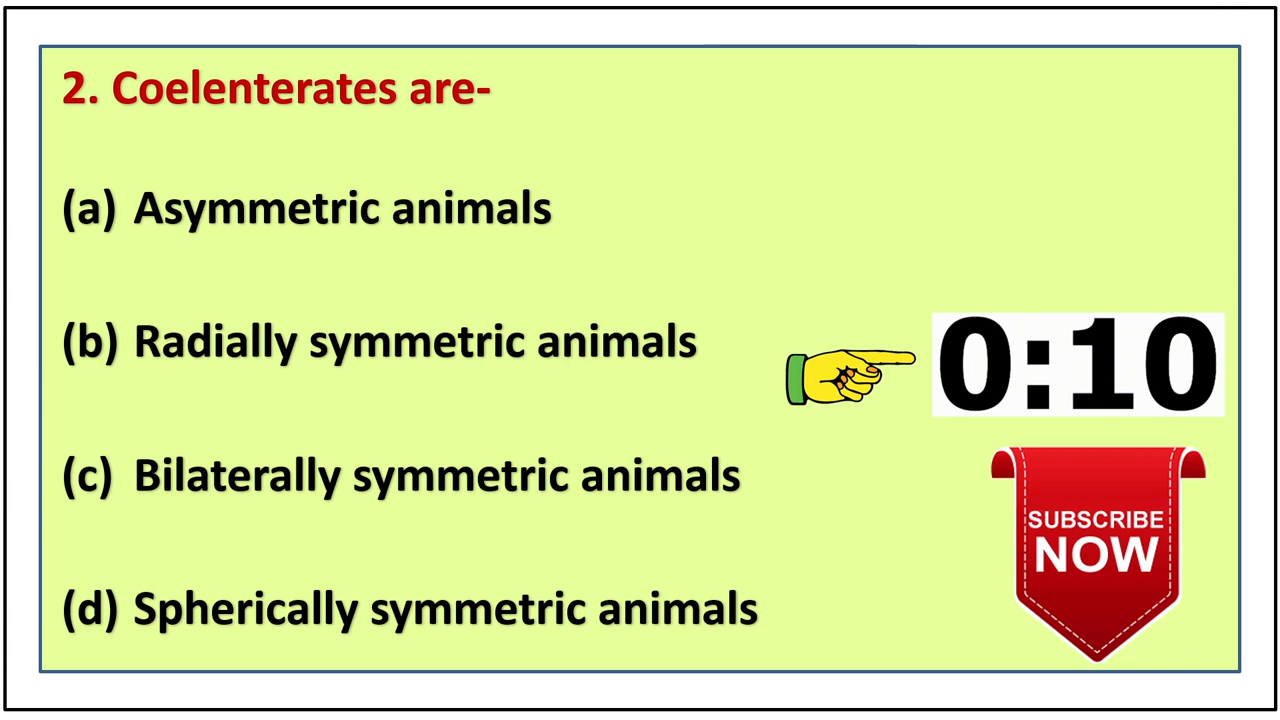 2. Coelenterates are-
(a) Asymmetric animals
(b) Radially symmetric animals
0:10
(c) Bilaterally symmetric animals
SUBSCRIBE
NOW
(d) Spherically symmetric animals